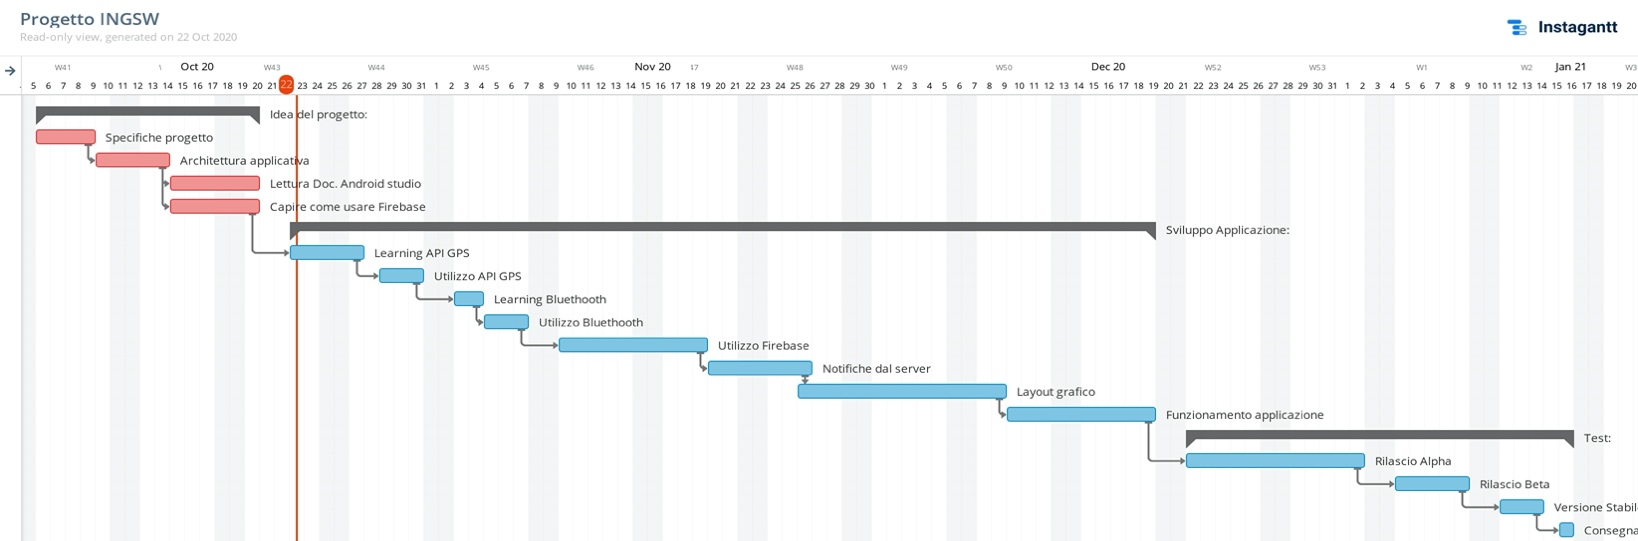 Progetto INGSW
Read-only view, generated on 22 Oct 2020
Instagantt
W41 Oct 20 W43 W44 W45 W46 Nov 20 W48 W49 W50 Dec 20 W52 W53 W1 W2 Jan 21
5 6 7 8 9 10 11 12 13 14 15 16 17 18 19 20 21 22 23 24 25 26 27 28 29 30 31 1 2 3 4 5 6 7 8 9 10 11 12 13 14 15 16 17 18 19 20 21 22 23 24 25 26 27 28 29 30 1 2 3 4 5 6 7 8 9 10 11 12 13 14 15 16 17 18 19 20 21 22 23 24 25 26 27 28 29 30 31 1 2 3 4 5 6 7 8 9 10 11 12 13 14 15 16 17 18 19 20
Idea del progetto:
Specifiche progetto
Architettura applicativa
Lettura Doc. Android studio
Capire come usare Firebase
Sviluppo Applicazione:
Learning API GPS
Utilizzo API GPS
Learning Bluethooth
Utilizzo Bluethooth
Utilizzo Firebase
Notifiche dal server
Layout grafico
Funzionamento applicazione
Test:
Rilascio Alpha
Rilascio Beta
Versione Stabil
Consegna